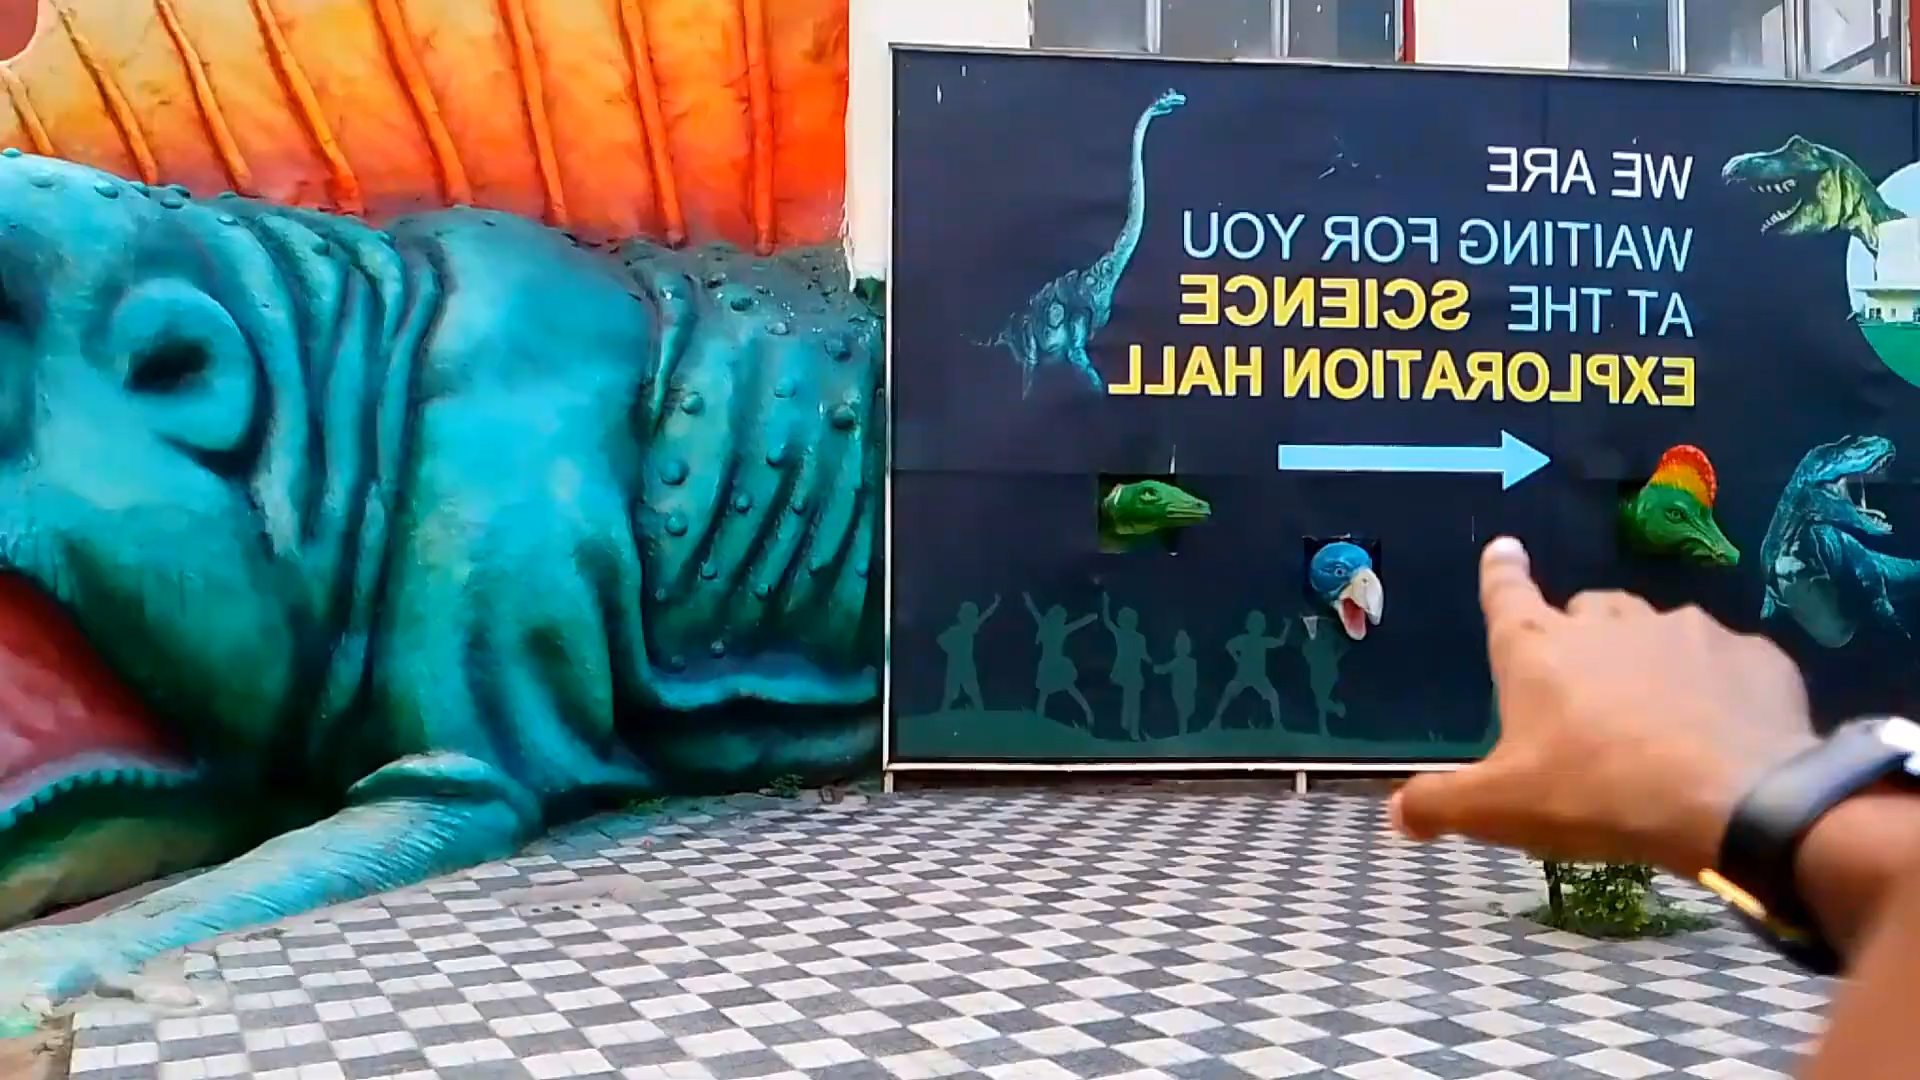 WE ARE
WAITING FOR YOU
AT THE SCIENCE
EXPLORATION HALL